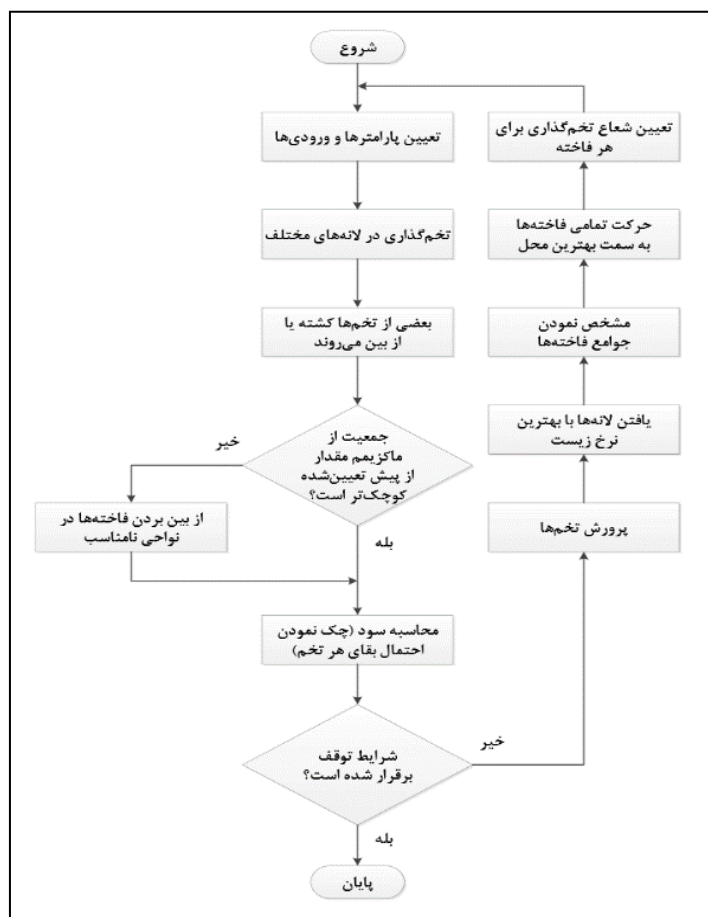 شروع
تعیین پارامترها و ورودی‌ها
تخم‌گذاری در لانه‌های مختلف
بعضی از تخم‌ها کشته یا
از بین می‌روند
جمعیت از
ماکزیمم مقدار
از پیش تعیین‌شده
کوچک‌تر است؟
خیر
از بین بردن فاخته‌ها در
نواحی نامناسب
بله
محاسبه سود (چک نمودن
احتمال بقای هر تخم)
شرایط توقف
برقرار شده است؟
خیر
بله
پایان
پرورش تخم‌ها
یافتن لانه‌ها با بهترین
نرخ زیست
مشخص نمودن
جوامع فاخته‌ها
حرکت تمامی فاخته‌ها
به سمت بهترین محل
تعیین شعاع تخم‌گذاری برای
هر فاخته